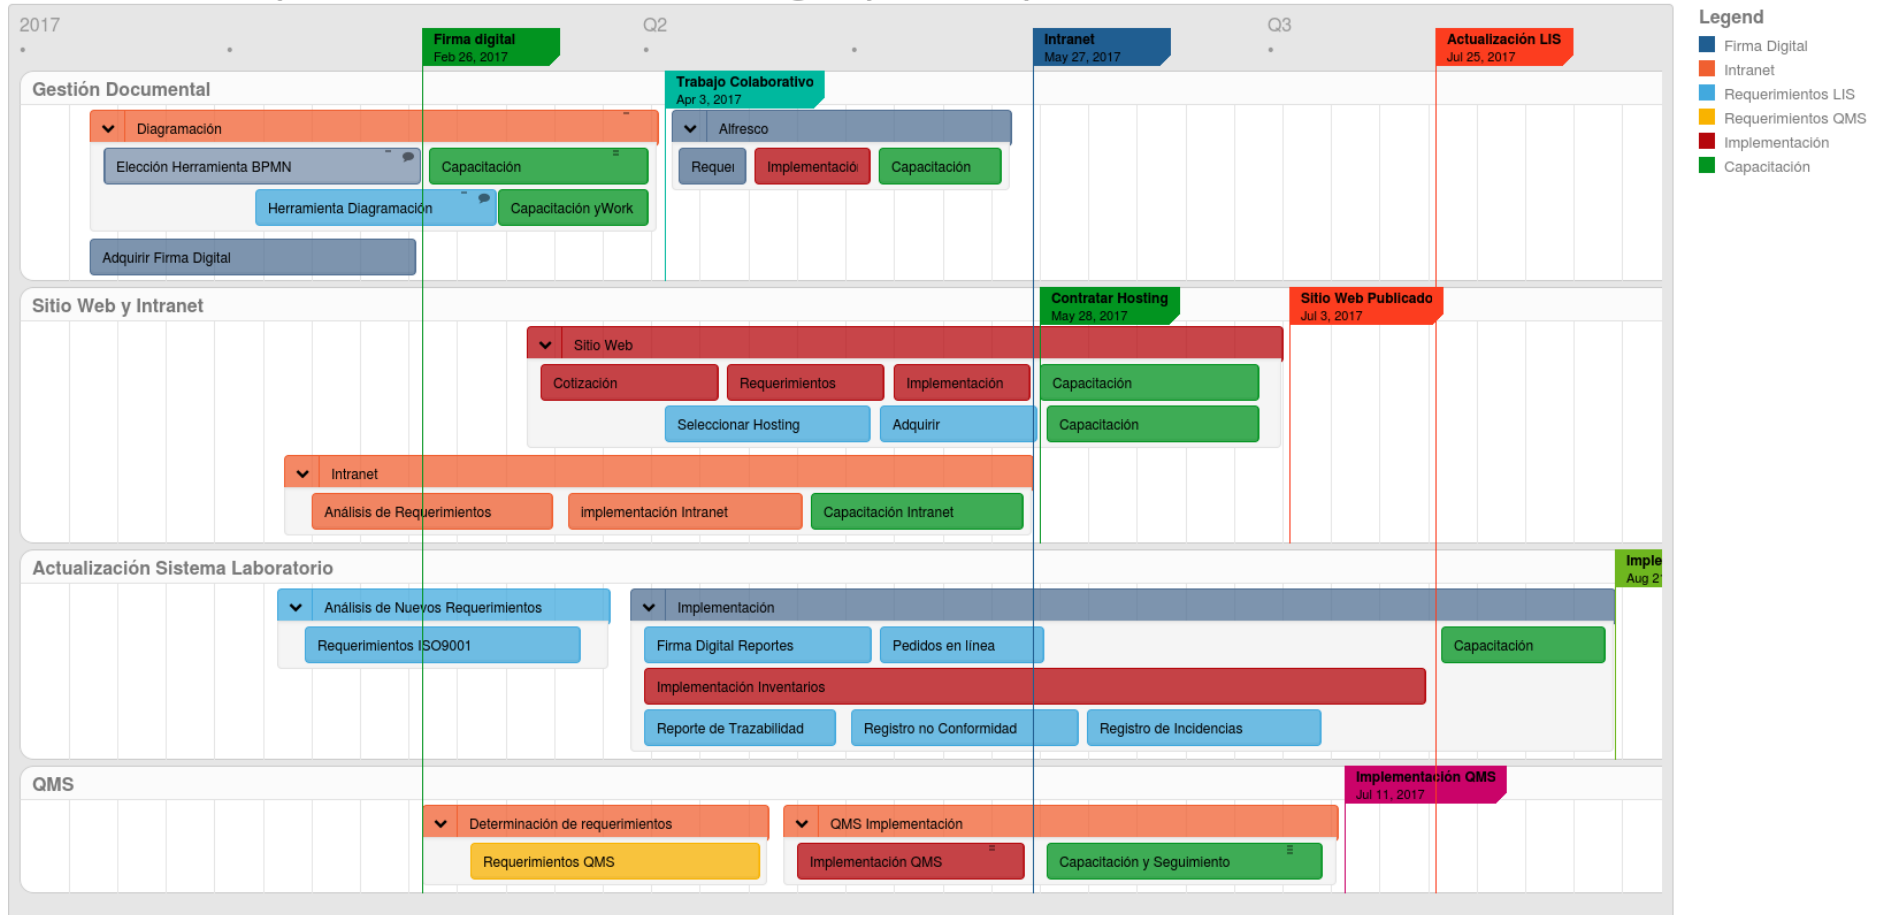 2017
Q2
Q3
Firma digital
Feb 26, 2017
Intranet
May 27, 2017
Actualización LIS
Jul 25, 2017
Legend
Firma Digital
Intranet
Requerimientos LIS
Requerimientos QMS
Implementación
Capacitación
Gestión Documental
Trabajo Colaborativo
Apr 3, 2017
Diagramación
Alfresco
Elección Herramienta BPMN
Capacitación
Requer
Implementación
Capacitación
Herramienta Diagramación
Capacitación yWork
Adquirir Firma Digital
Sitio Web y Intranet
Contratar Hosting
May 28, 2017
Sitio Web Publicado
Jul 3, 2017
Sitio Web
Cotización
Requerimientos
Implementación
Capacitación
Seleccionar Hosting
Adquirir
Capacitación
Intranet
Análisis de Requerimientos
implementación Intranet
Capacitación Intranet
Actualización Sistema Laboratorio
Imple
Aug 2
Análisis de Nuevos Requerimientos
Implementación
Requerimientos ISO9001
Firma Digital Reportes
Pedidos en línea
Capacitación
Implementación Inventarios
Reporte de Trazabilidad
Registro no Conformidad
Registro de Incidencias
QMS
Implementación QMS
Jul 11, 2017
Determinación de requerimientos
QMS Implementación
Requerimientos QMS
Implementación QMS
Capacitación y Seguimiento